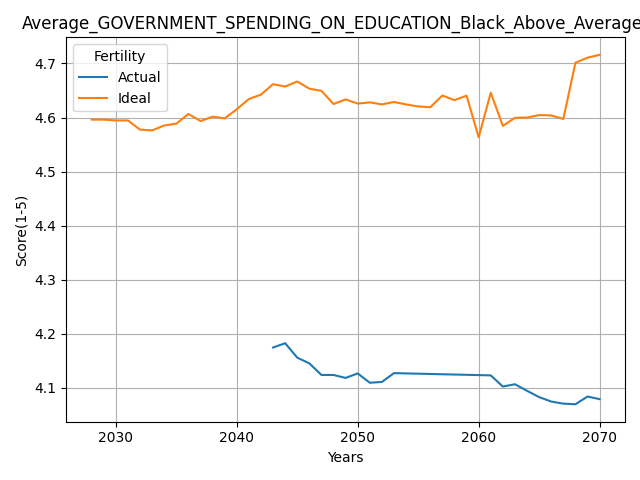 Average_GOVERNMENT_SPENDING_ON_EDUCATION_Black_Above_Average
Fertility
Actual
Ideal
4.7
4.6
4.5
4.4
4.3
4.2
4.1
Score(1-5)
2030 2040 2050 2060 2070
Years